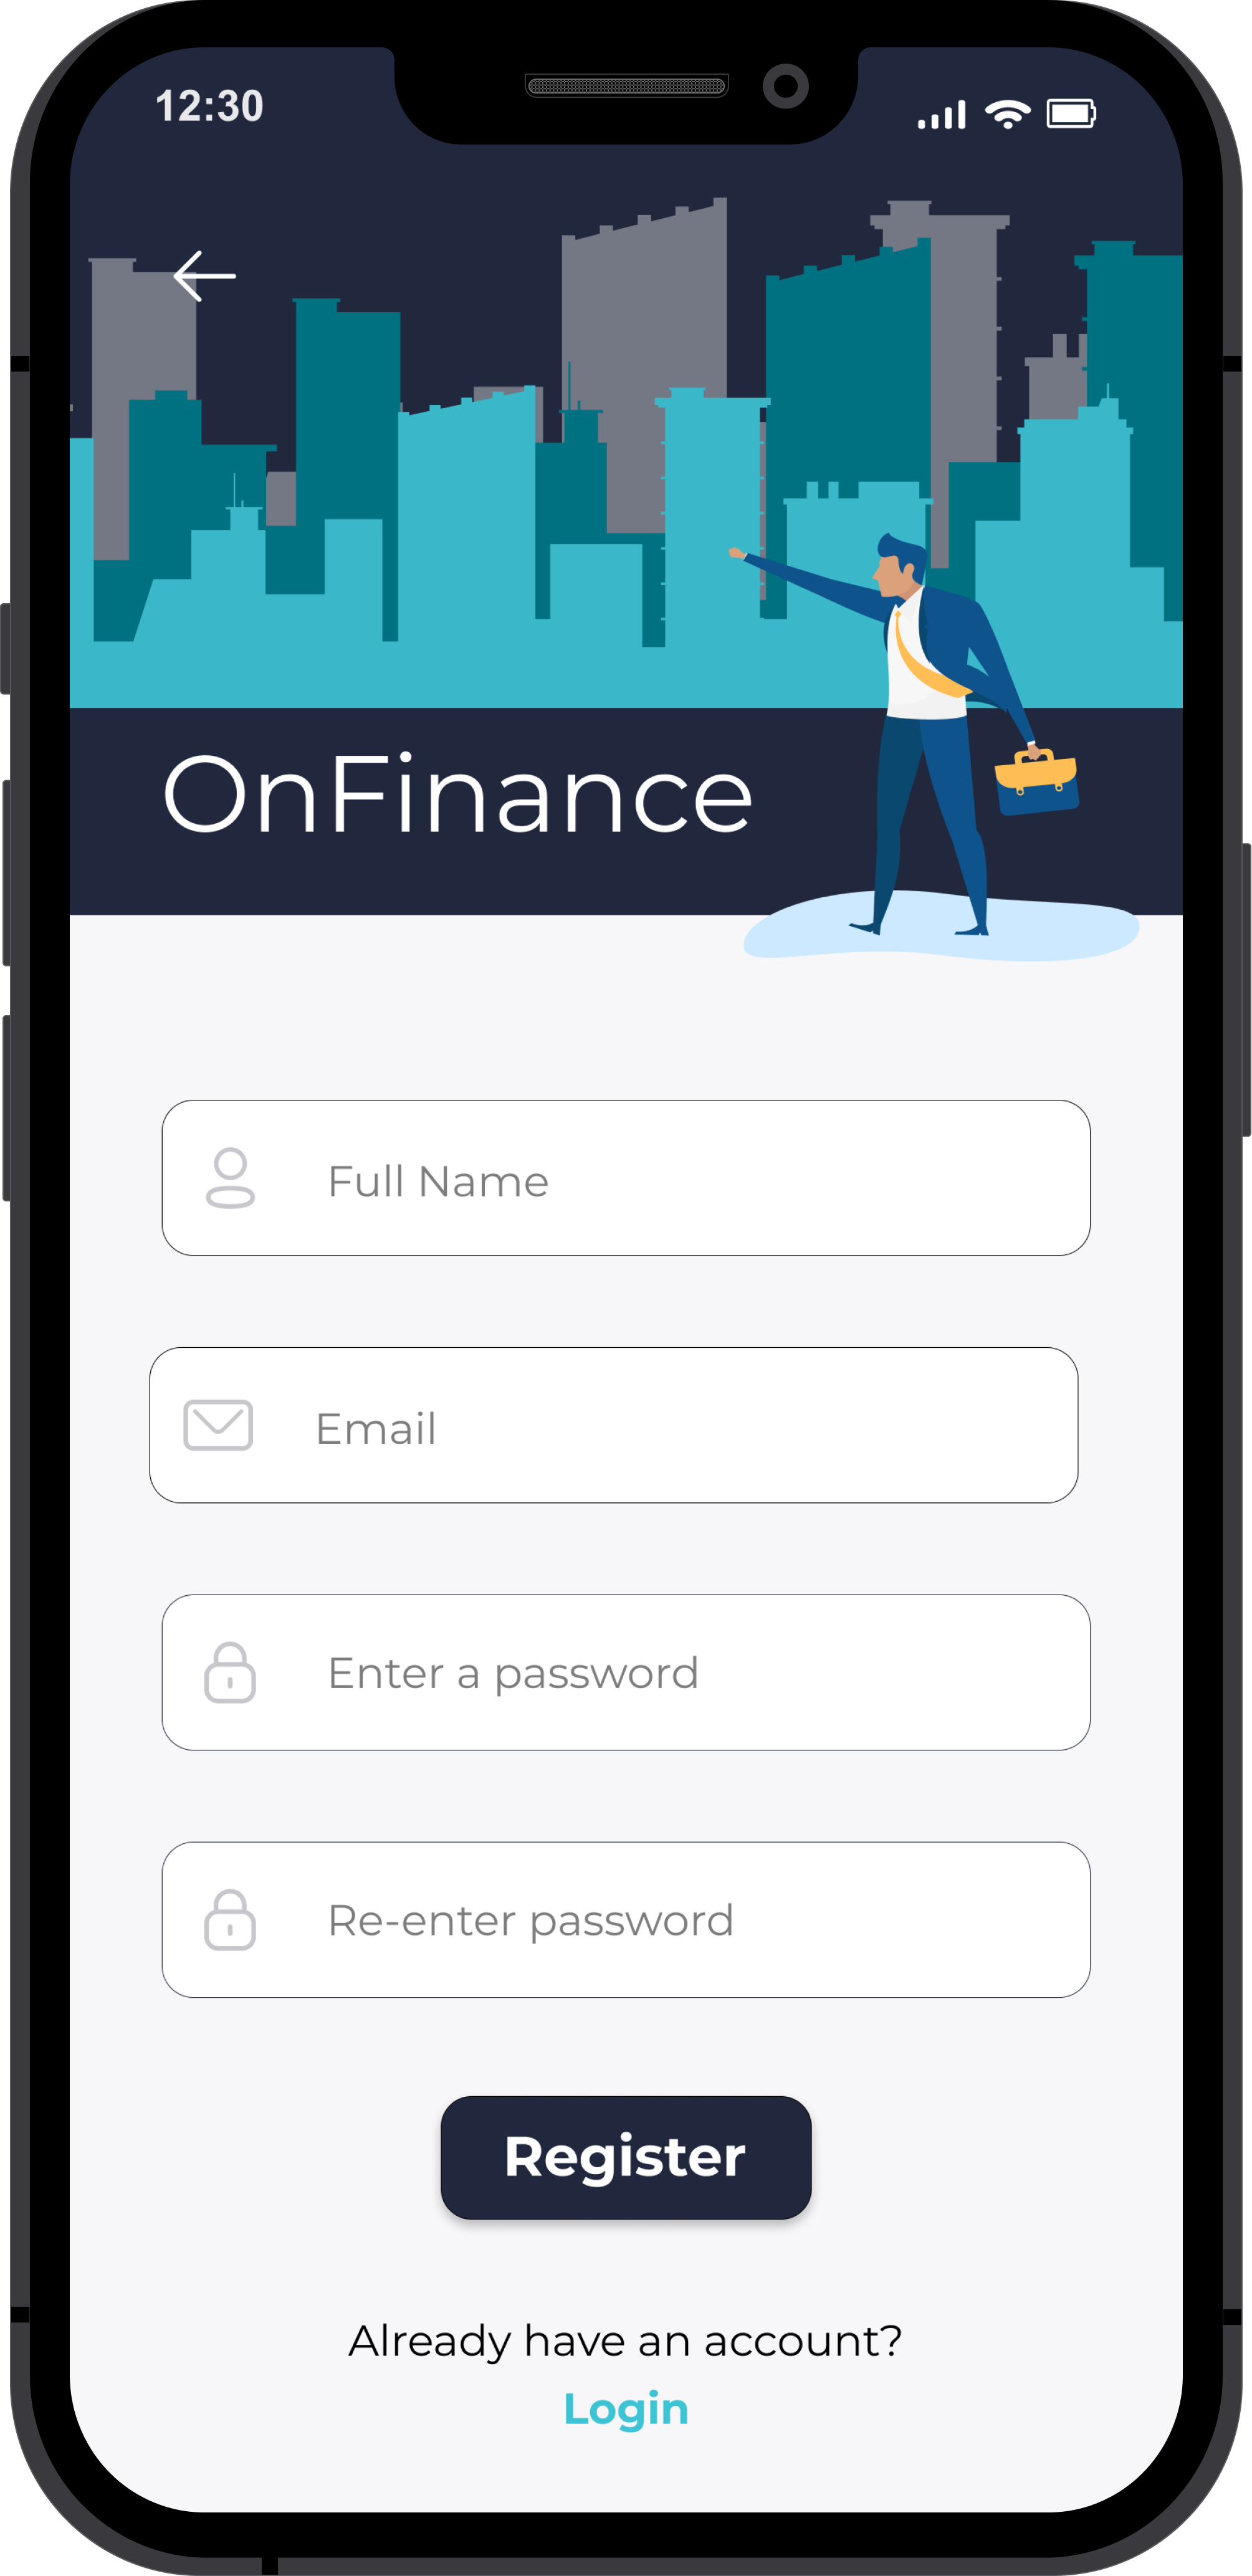 12:30
OnFinance
Full Name
Email
Enter a password
Re-enter password
Register
Already have an account?
Login